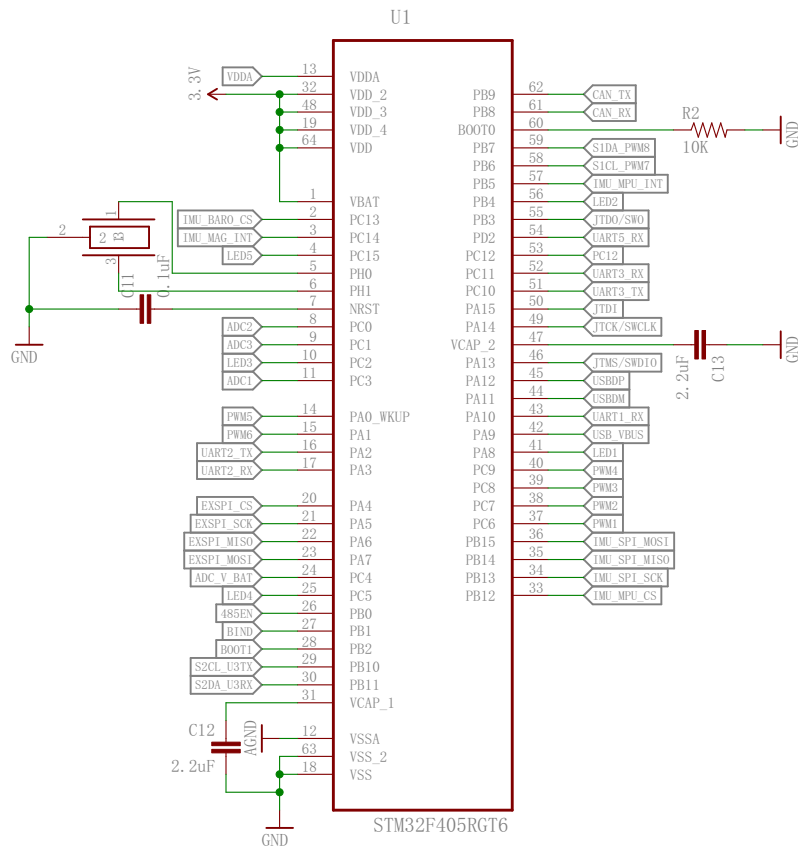 U1
VDDA 13 VDDA
3.3V 32 VDD_2
48 VDD_3
19 VDD_4
64 VDD
1 VBAT
IMU_BARO_CS 2 PC13
IMU_MAG_INT 3 PC14
LED5 4 PC15
5 PH0
6 PH1
7 NRST
ADC2 8 PC0
ADC3 9 PC1
LED3 10 PC2
ADC1 11 PC3
PWM5 14 PA0_WKUP
PWM6 15 PA1
UART2_TX 16 PA2
UART2_RX 17 PA3
EXSPI_CS 20 PA4
EXSPI_SCK 21 PA5
EXSPI_MISO 22 PA6
EXSPI_MOSI 23 PA7
ADC_V_BAT 24 PC4
LED4 25 PC5
485EN 26 PB0
BIND 27 PB1
BOOT1 28 PB2
S2CL_U3TX 29 PB10
S2DA_U3RX 30 PB11
31 VCAP_1
AGND 12 VSSA
63 VSS_2
18 VSS
C12
2.2uF
GND
1
2
2
3
C11
0.1uF
GND
PB9 62 CAN_TX
PB8 61 CAN_RX
BOOT0 60
R2
10K
GND
PB7 59 S1DA_PWM8
PB6 58 S1CL_PWM7
PB5 57 IMU_MPU_INT
PB4 56 LED2
PB3 55 JTDO/SWO
PD2 54 UART5_RX
PC12 53 PC12
PC11 52 UART3_RX
PC10 51 UART3_TX
PA15 50 JTDI
PA14 49 JTCK/SWCLK
VCAP_2 47
2.2uF
C13
GND
PA13 46 JTMS/SWDIO
PA12 45 USBDP
PA11 44 USBDM
PA10 43 UART1_RX
PA9 42 USB_VBUS
PA8 41 LED1
PC9 40 PWM4
PC8 39 PWM3
PC7 38 PWM2
PC6 37 PWM1
PB15 36 IMU_SPI_MOSI
PB14 35 IMU_SPI_MISO
PB13 34 IMU_SPI_SCK
PB12 33 IMU_MPU_CS
STM32F405RGT6